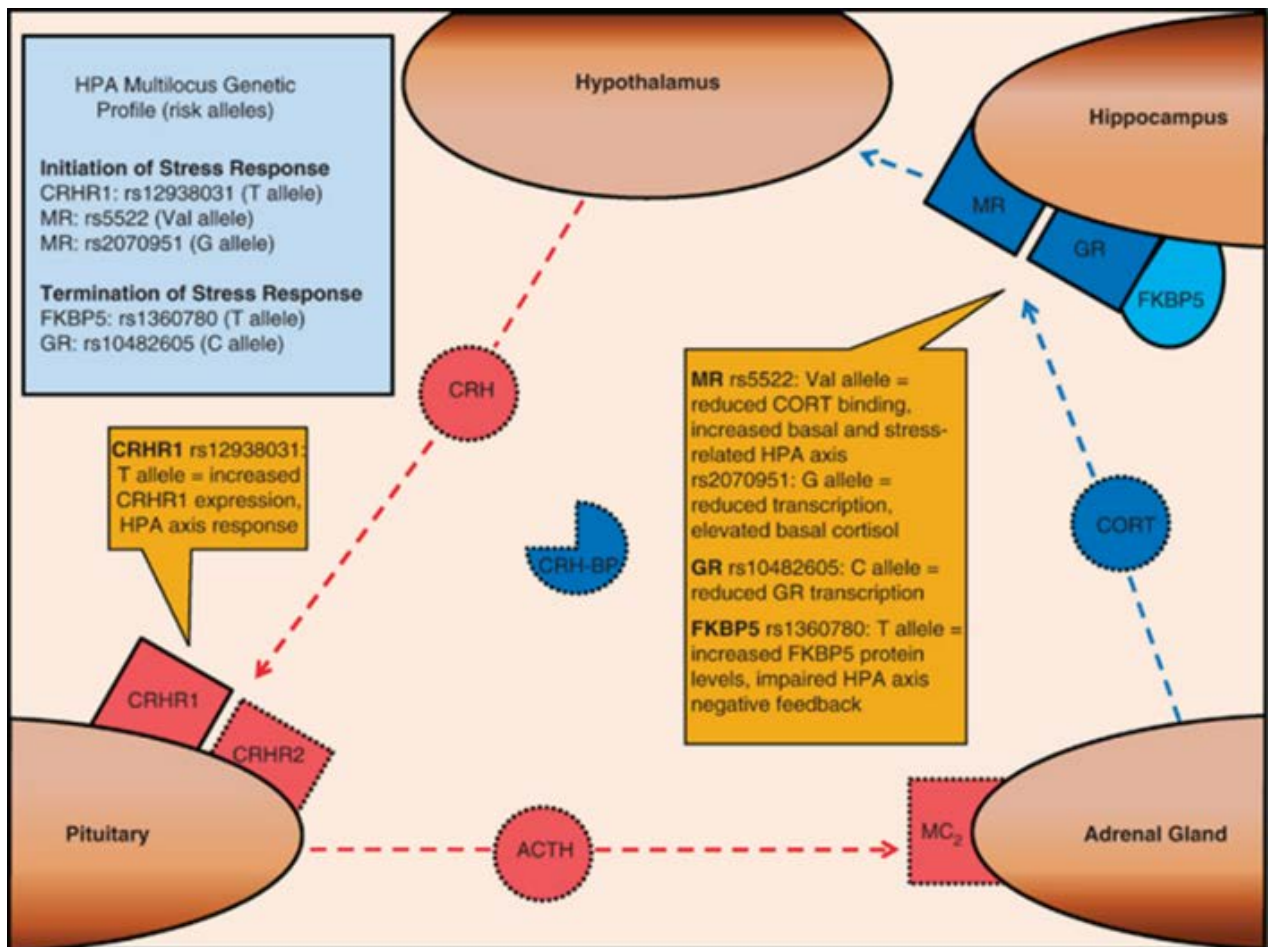 HPA Multilocus Genetic
Profile (risk alleles)
Initiation of Stress Response
CRHR1: rs12938031 (T allele)
MR: rs5522 (Val allele)
MR: rs2070951 (G allele)
Termination of Stress Response
FKBP5: rs1360780 (T allele)
GR: rs10482605 (C allele)
Hypothalamus
Hippocampus
MR
GR
FKBP5
CRH
CRHR1 rs12938031:
T allele = increased
CRHR1 expression,
HPA axis response
MR rs5522: Val allele =
reduced CORT binding,
increased basal and stress-
related HPA axis
rs2070951: G allele =
reduced transcription,
elevated basal cortisol
GR rs10482605: C allele =
reduced GR transcription
FKBP5 rs1360780: T allele =
increased FKBP5 protein
levels, impaired HPA axis
negative feedback
CORT
CRH-BP
CRHR1
CRHR2
Pituitary
ACTH
MC₂
Adrenal Gland